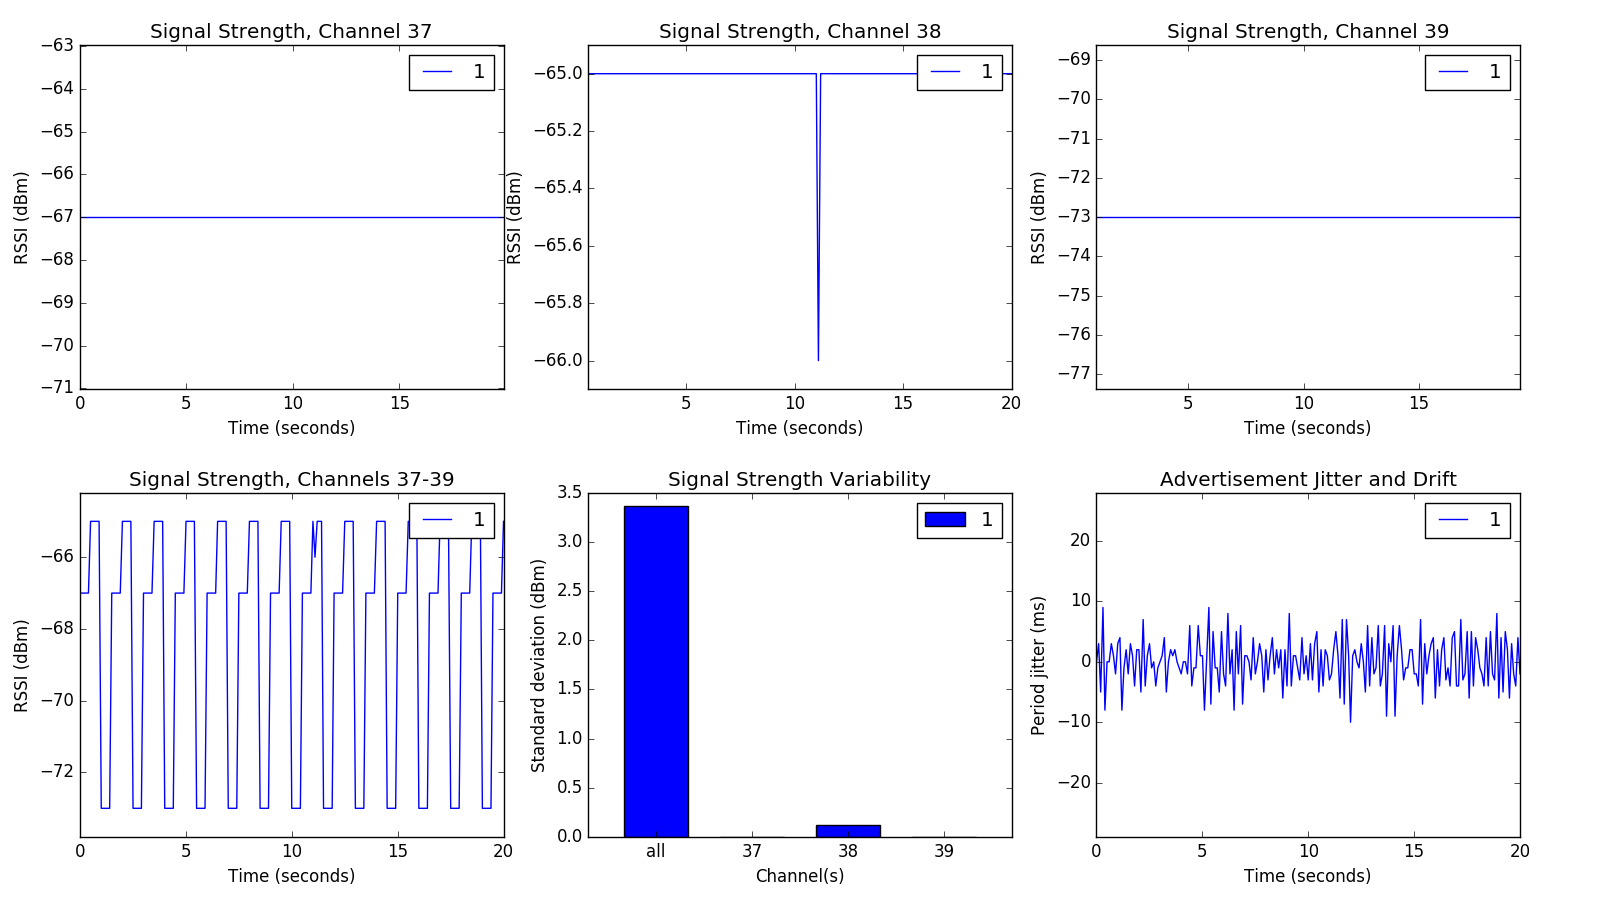 Signal Strength, Channel 37
−63
−64
−65
−66
−67
−68
−69
−70
−71
RSSI (dBm)
1
0 5 10 15
Time (seconds)
Signal Strength, Channel 38
−65.0
−65.2
−65.4
−65.6
−65.8
−66.0
RSSI (dBm)
1
5 10 15 20
Time (seconds)
Signal Strength, Channel 39
−69
−70
−71
−72
−73
−74
−75
−76
−77
RSSI (dBm)
1
5 10 15
Time (seconds)
Signal Strength, Channels 37-39
−66
−68
−70
−72
RSSI (dBm)
1
0 5 10 15 20
Time (seconds)
Signal Strength Variability
3.5
3.0
2.5
2.0
1.5
1.0
0.5
0.0
Standard deviation (dBm)
1
all 37 38 39
Channel(s)
Advertisement Jitter and Drift
20
10
0
−10
−20
Period jitter (ms)
1
0 5 10 15 20
Time (seconds)